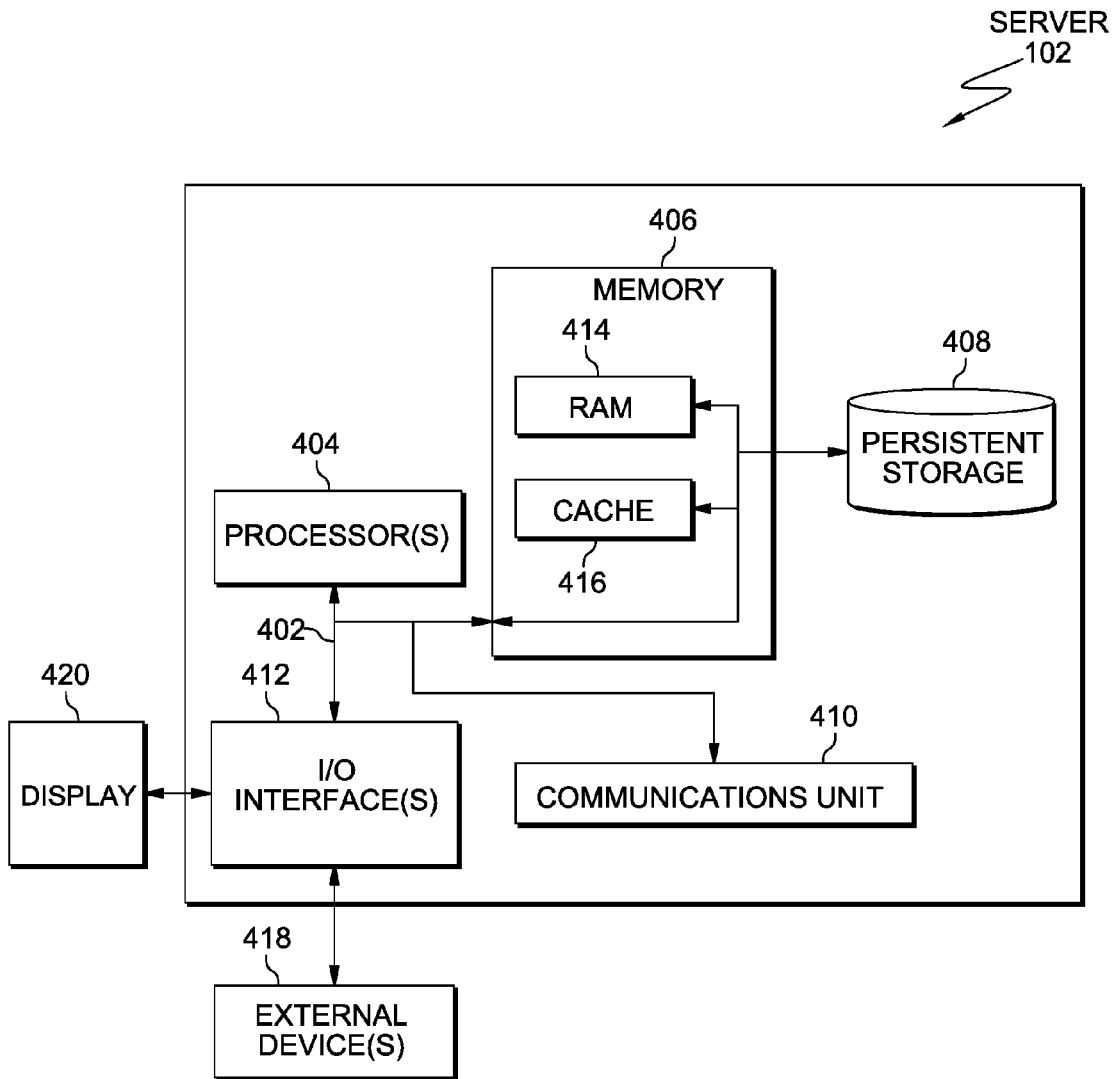 SERVER
102
406
MEMORY
414
RAM
408
PERSISTENT
STORAGE
404
PROCESSOR(S)
CACHE
416
402
420
412
410
DISPLAY
I/O
INTERFACE(S)
COMMUNICATIONS UNIT
418
EXTERNAL
DEVICE(S)